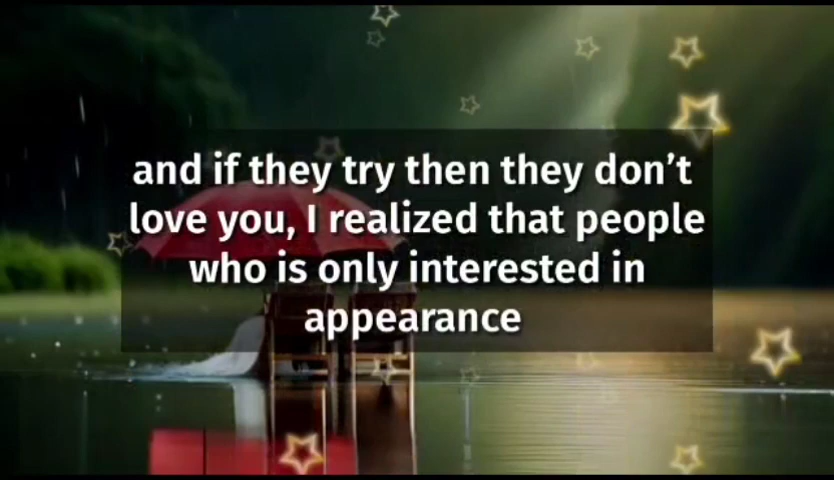 and if they try then they don’t
love you, I realized that people
who is only interested in
appearance